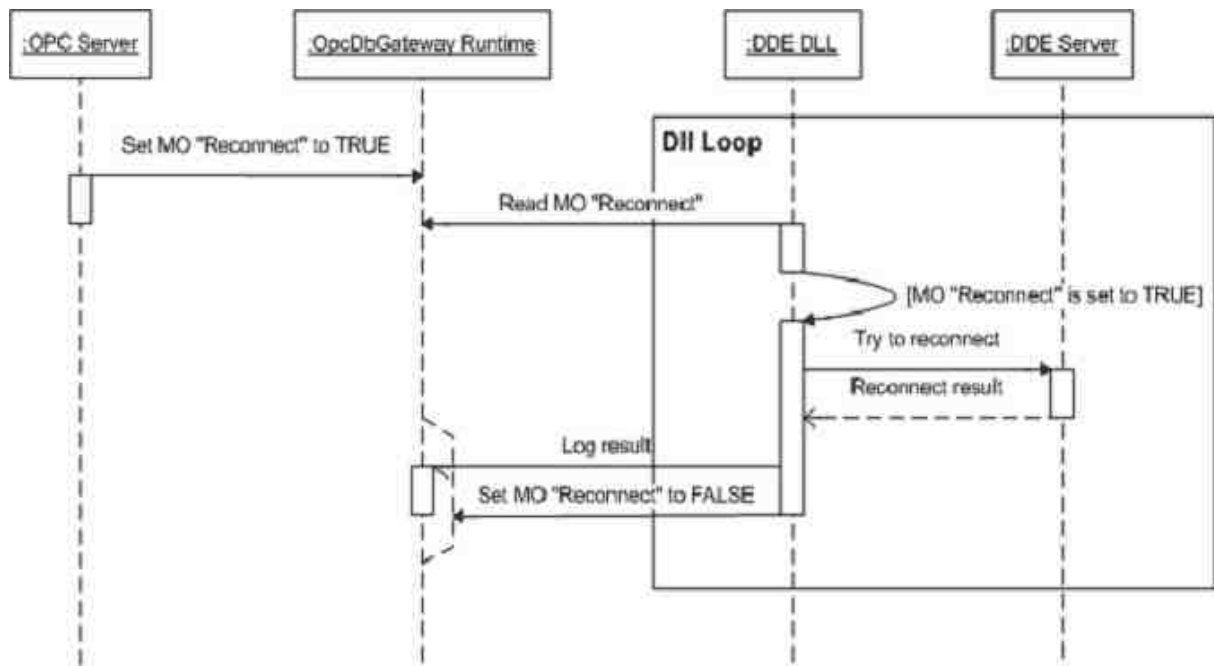 :OPC Server
:OpcDbGateway Runtime
:DDE DLL
:DDE Server
Dll Loop
Set MO "Reconnect" to TRUE
Read MO "Reconnect"
[MO "Reconnect" is set to TRUE]
Try to reconnect
Reconnect result
Log result
Set MO "Reconnect" to FALSE